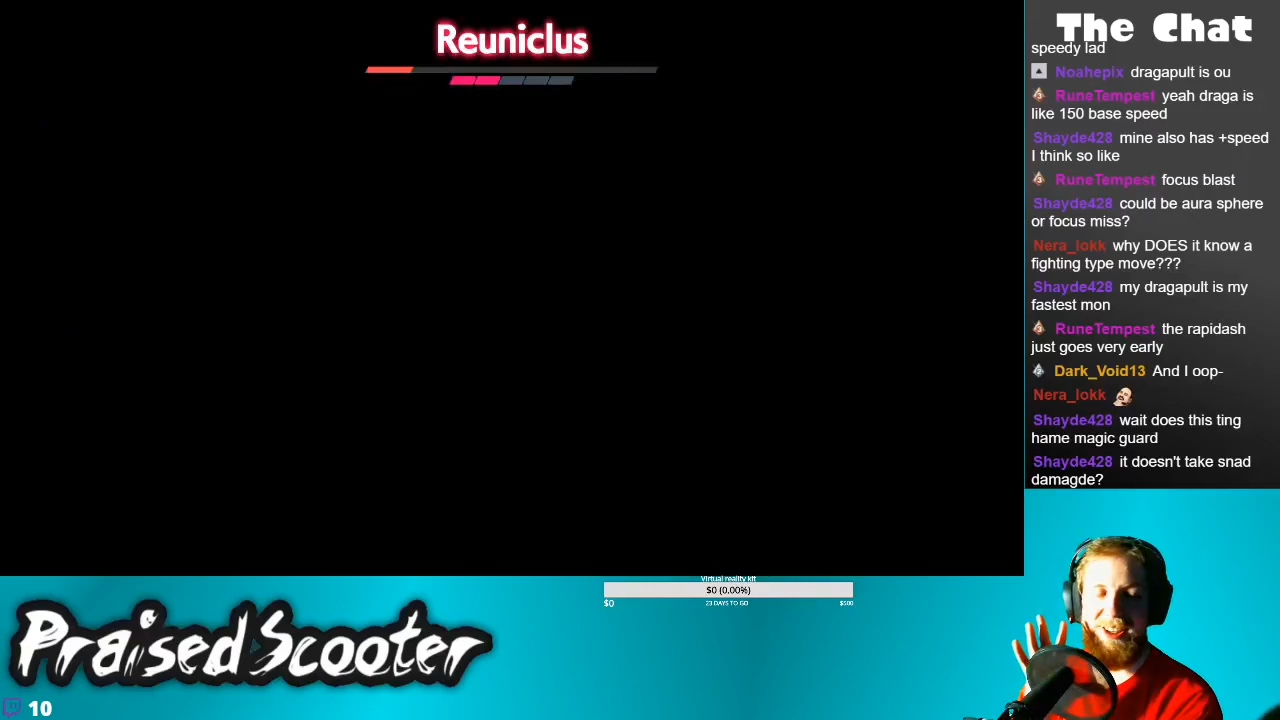 Reuniclus
The Chat
speedy lad
Noahepix dragapult is ou
RuneTempest yeah draga is
like 150 base speed
Shayde428 mine also has +speed
I think so like
RuneTempest focus blast
Shayde428 could be aura sphere
or focus miss?
Nera_lokk why DOES it know a
fighting type move???
Shayde428 my dragapult is my
fastest mon
RuneTempest the rapidash
just goes very early
Dark_Void13 And I oop-
Nera_lokk
Shayde428 wait does this ting
hame magic guard
Shayde428 it doesn't take snad
damagde?
Virtual reality kit
$0 (0.00%)
$0 23 DAYS TO GO $500
PraisedScooter
10